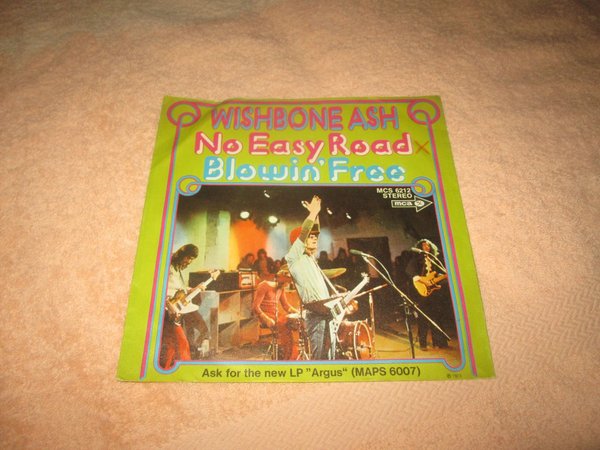 WISHBONE ASH
No Easy Road
Blowin' Free
MCS 6212
STEREO
mca
Ask for the new LP "Argus" (MAPS 6007)